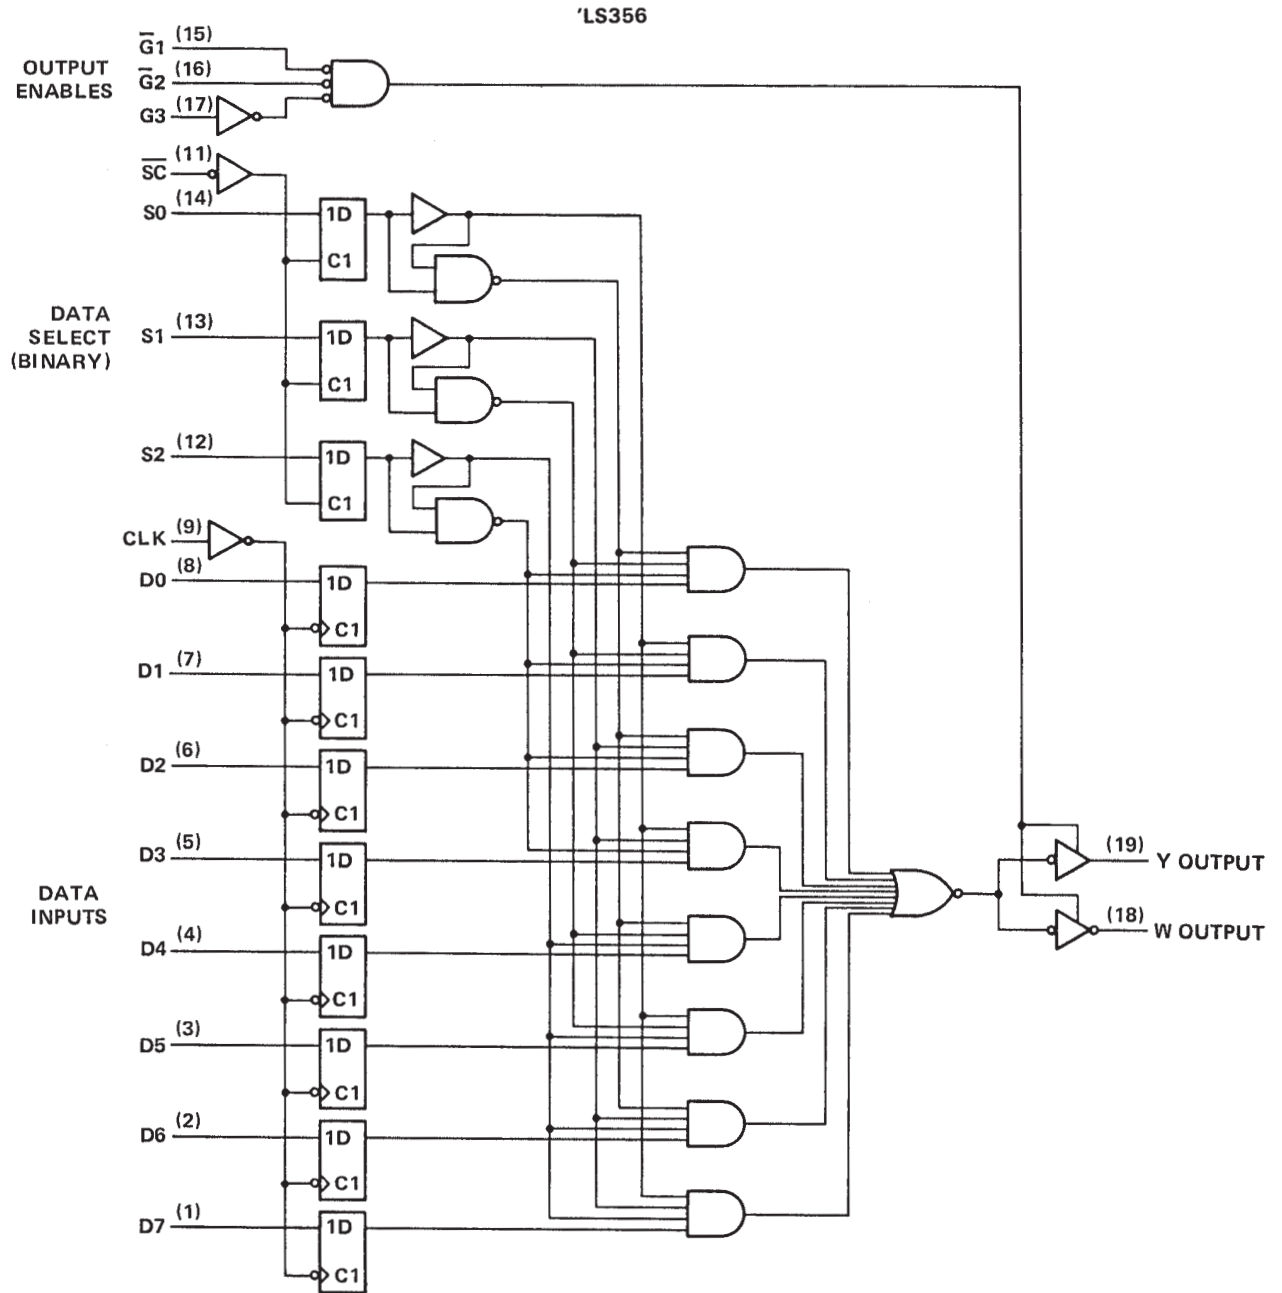 'LS356
OUTPUT
ENABLES
G̅1 (15)
G̅2 (16)
G3 (17)
S̅C̅ (11)
S0 (14)
1D
C1
DATA
SELECT
(BINARY)
S1 (13)
1D
C1
S2 (12)
1D
C1
CLK (9)
D0 (8)
1D
C1
D1 (7)
1D
C1
D2 (6)
1D
C1
D3 (5)
1D
C1
DATA
INPUTS
D4 (4)
1D
C1
D5 (3)
1D
C1
D6 (2)
1D
C1
D7 (1)
1D
C1
(19) Y OUTPUT
(18) W OUTPUT